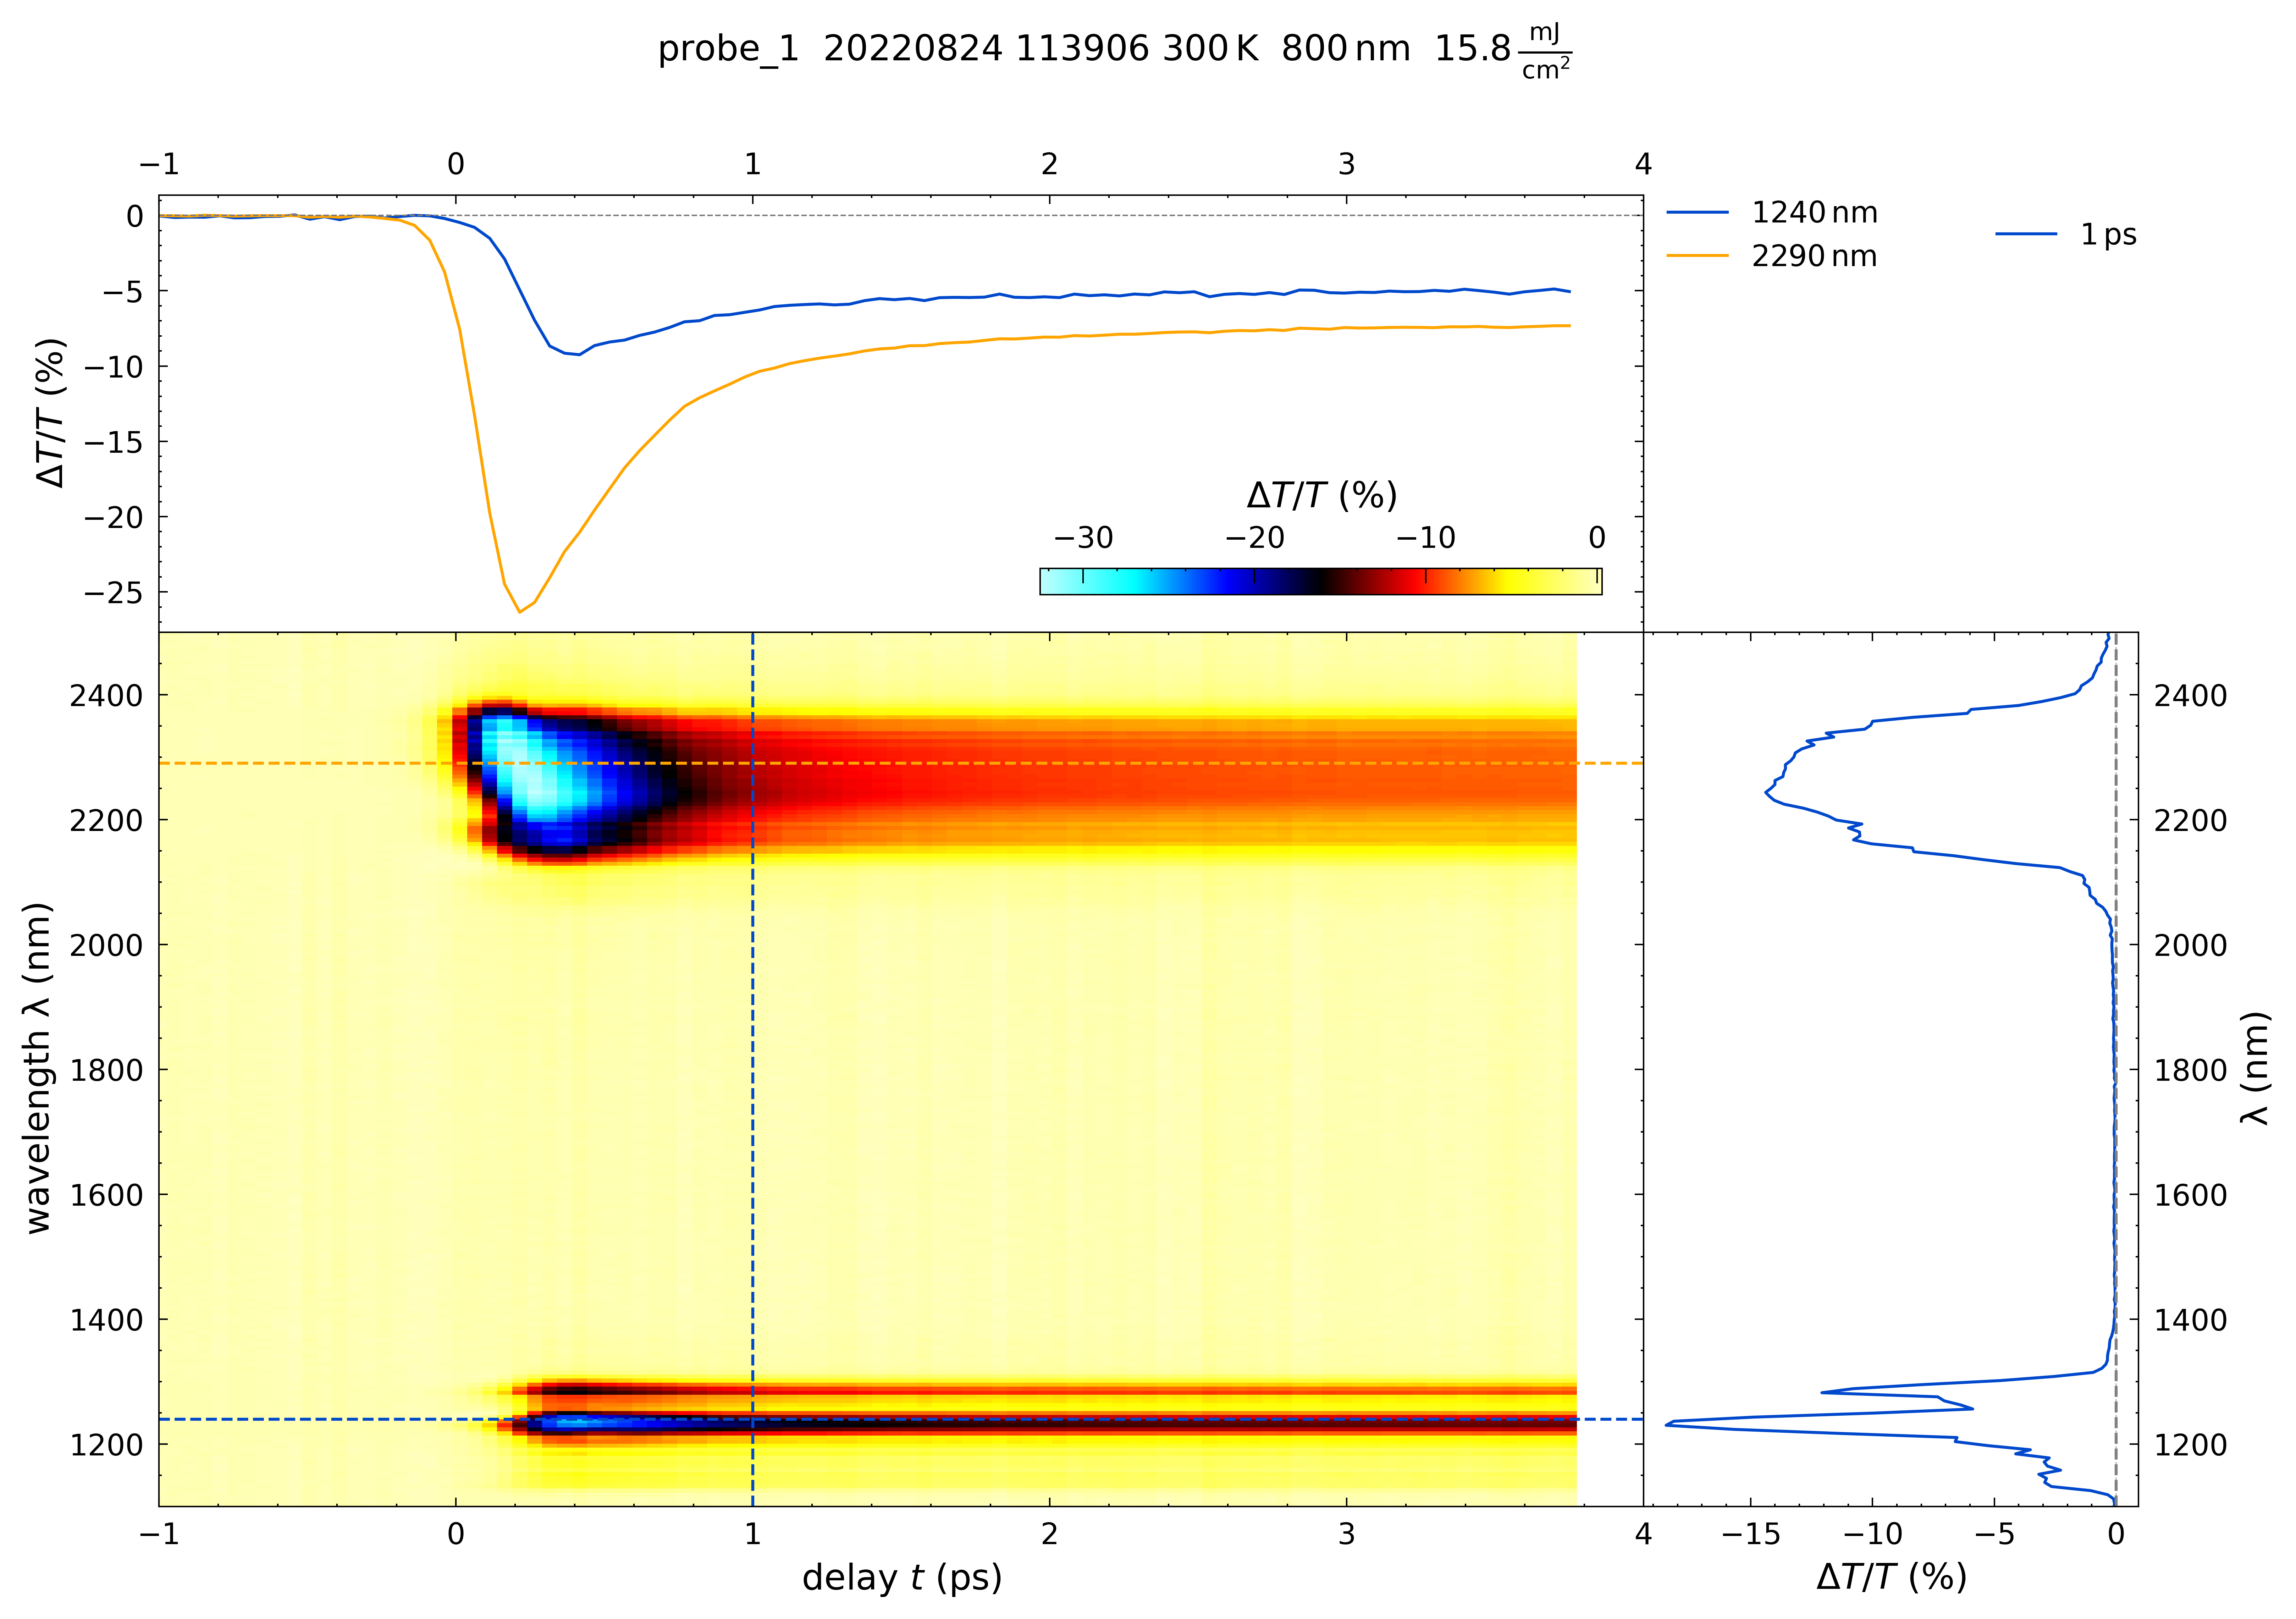 probe_1 20220824 113906 300 K 800 nm 15.8 mJ/cm²
−1 0 1 2 3 4
0
−5
−10
−15
−20
−25
ΔT/T (%)
1240 nm
2290 nm
1 ps
ΔT/T (%)
−30 −20 −10 0
2400
2200
2000
1800
1600
1400
1200
wavelength λ (nm)
−1 0 1 2 3 4
delay t (ps)
2400
2200
2000
1800
1600
1400
1200
λ (nm)
−15 −10 −5 0
ΔT/T (%)